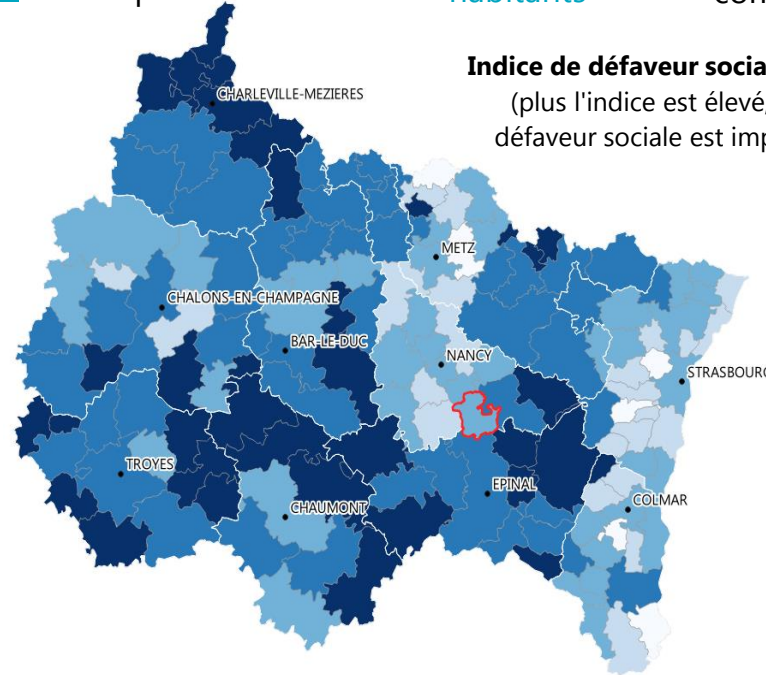 Indice de défaveur socia
(plus l'indice est élevé,
défaveur sociale est imp
CHARLEVILLE-MEZIERES
METZ
CHALONS-EN-CHAMPAGNE
BAR-LE-DUC
NANCY
STRASBOURG
TROYES
EPINAL
CHAUMONT
COLMAR